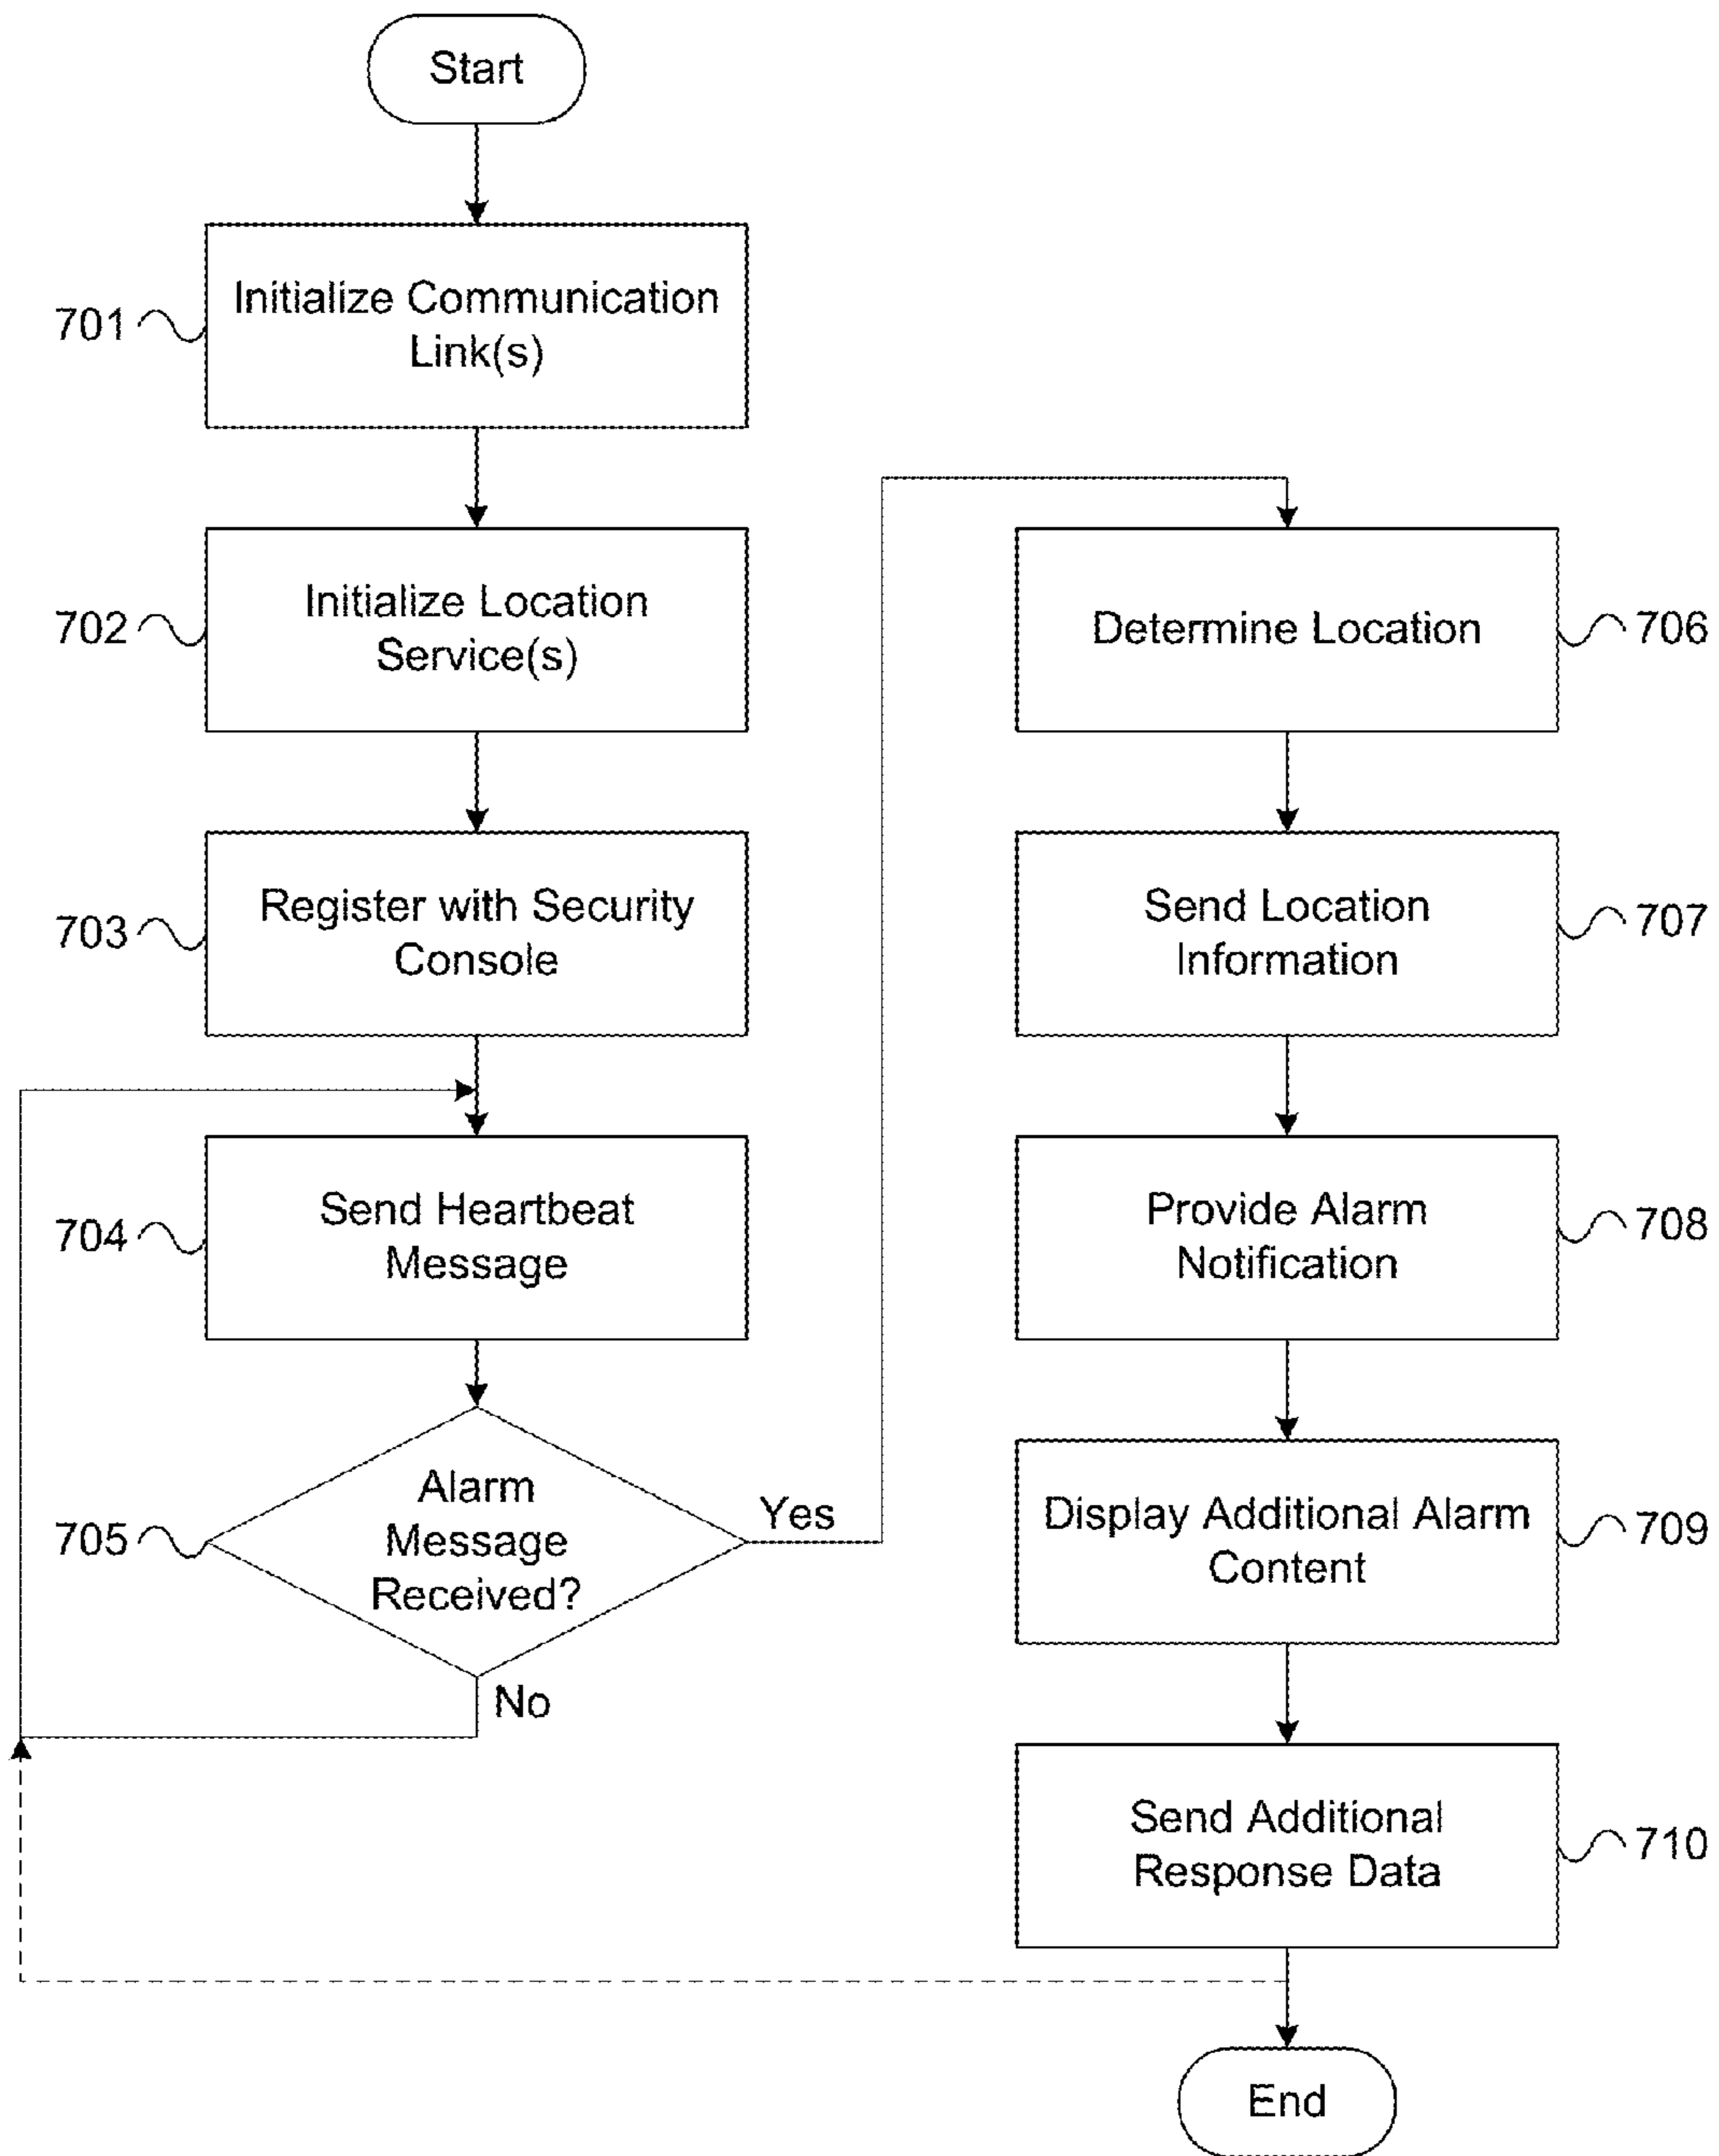 Start
701
Initialize Communication
Link(s)
702
Initialize Location
Service(s)
703
Register with Security
Console
704
Send Heartbeat
Message
705
Alarm
Message
Received?
Yes
No
Determine Location
706
Send Location
Information
707
Provide Alarm
Notification
708
Display Additional Alarm
Content
709
Send Additional
Response Data
710
End